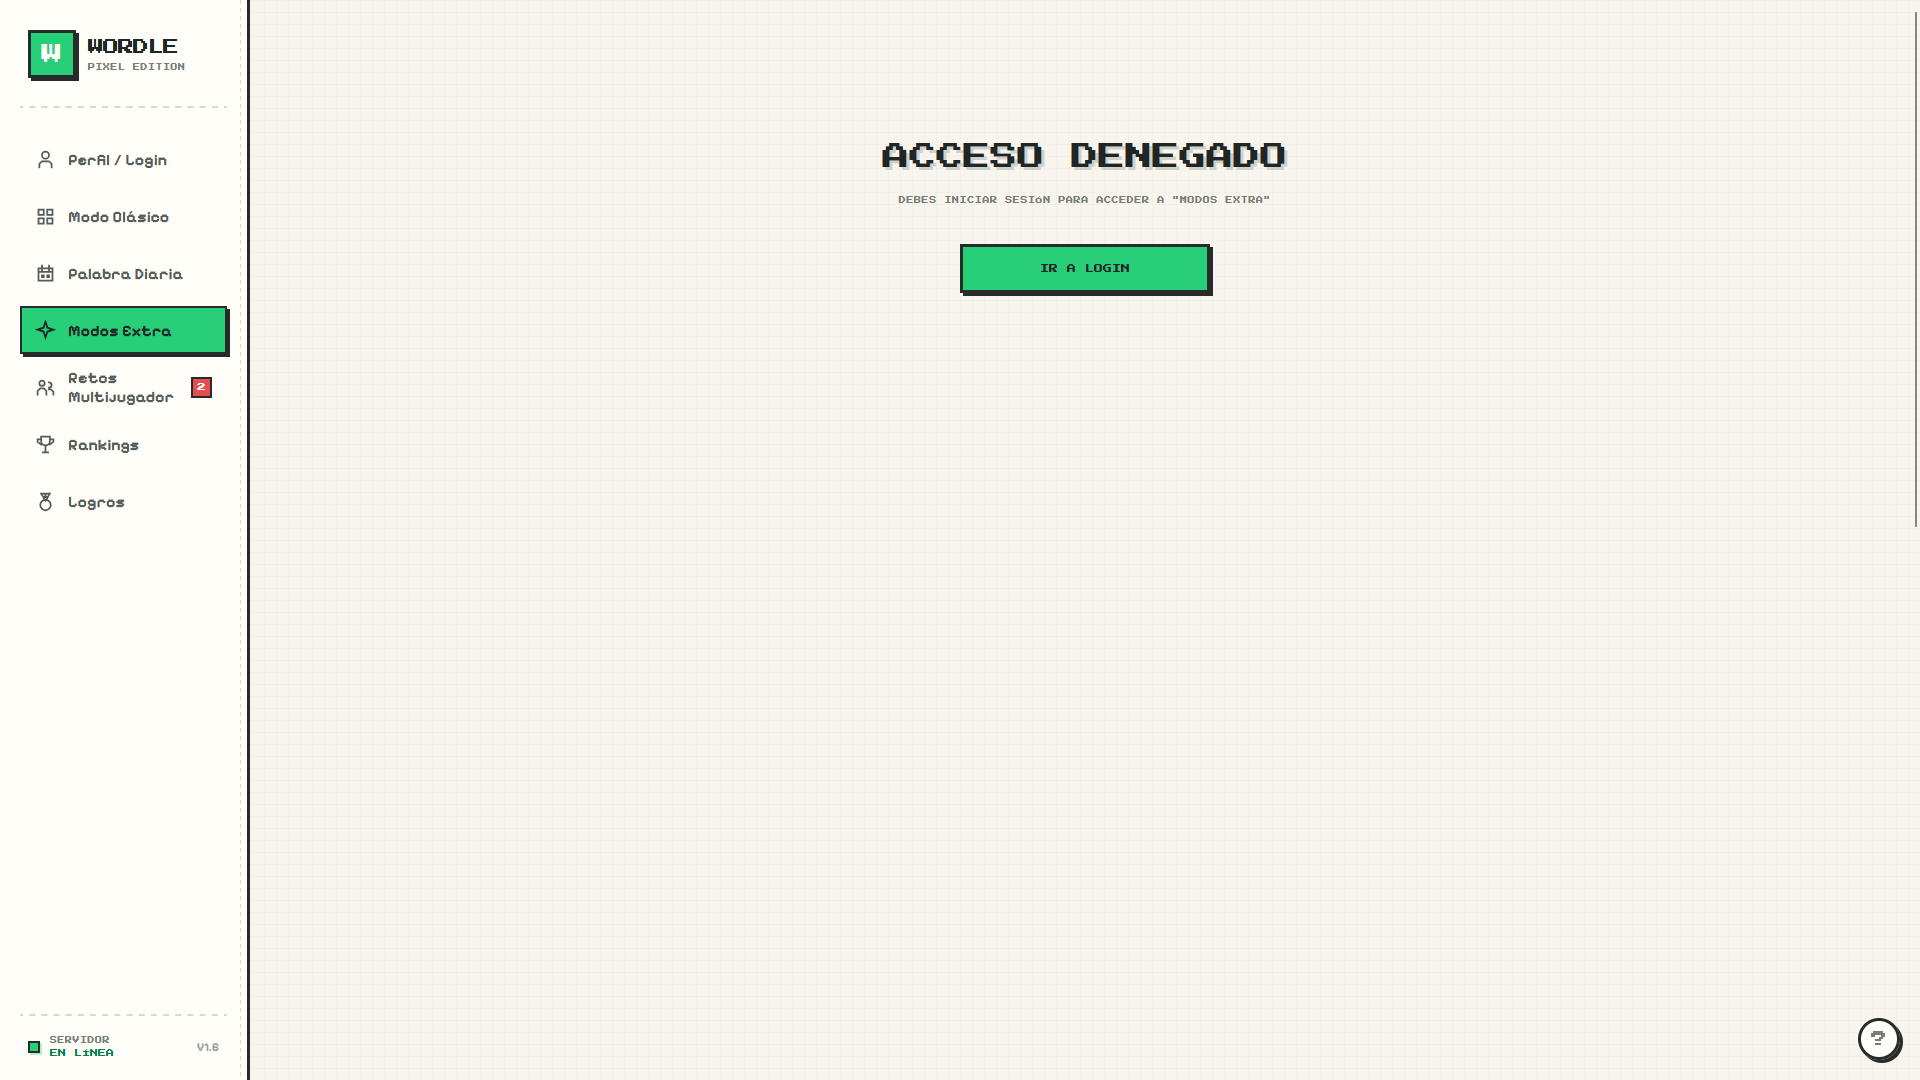 W
WORDLE
PIXEL EDITION
Perfil / Login
Modo Clásico
Palabra Diaria
Modos Extra
Retos
Multijugador
2
Rankings
Logros
SERVIDOR
EN LíNEA
V1.6
ACCESO DENEGADO
DEBES INICIAR SESIóN PARA ACCEDER A "MODOS EXTRA"
IR A LOGIN
?